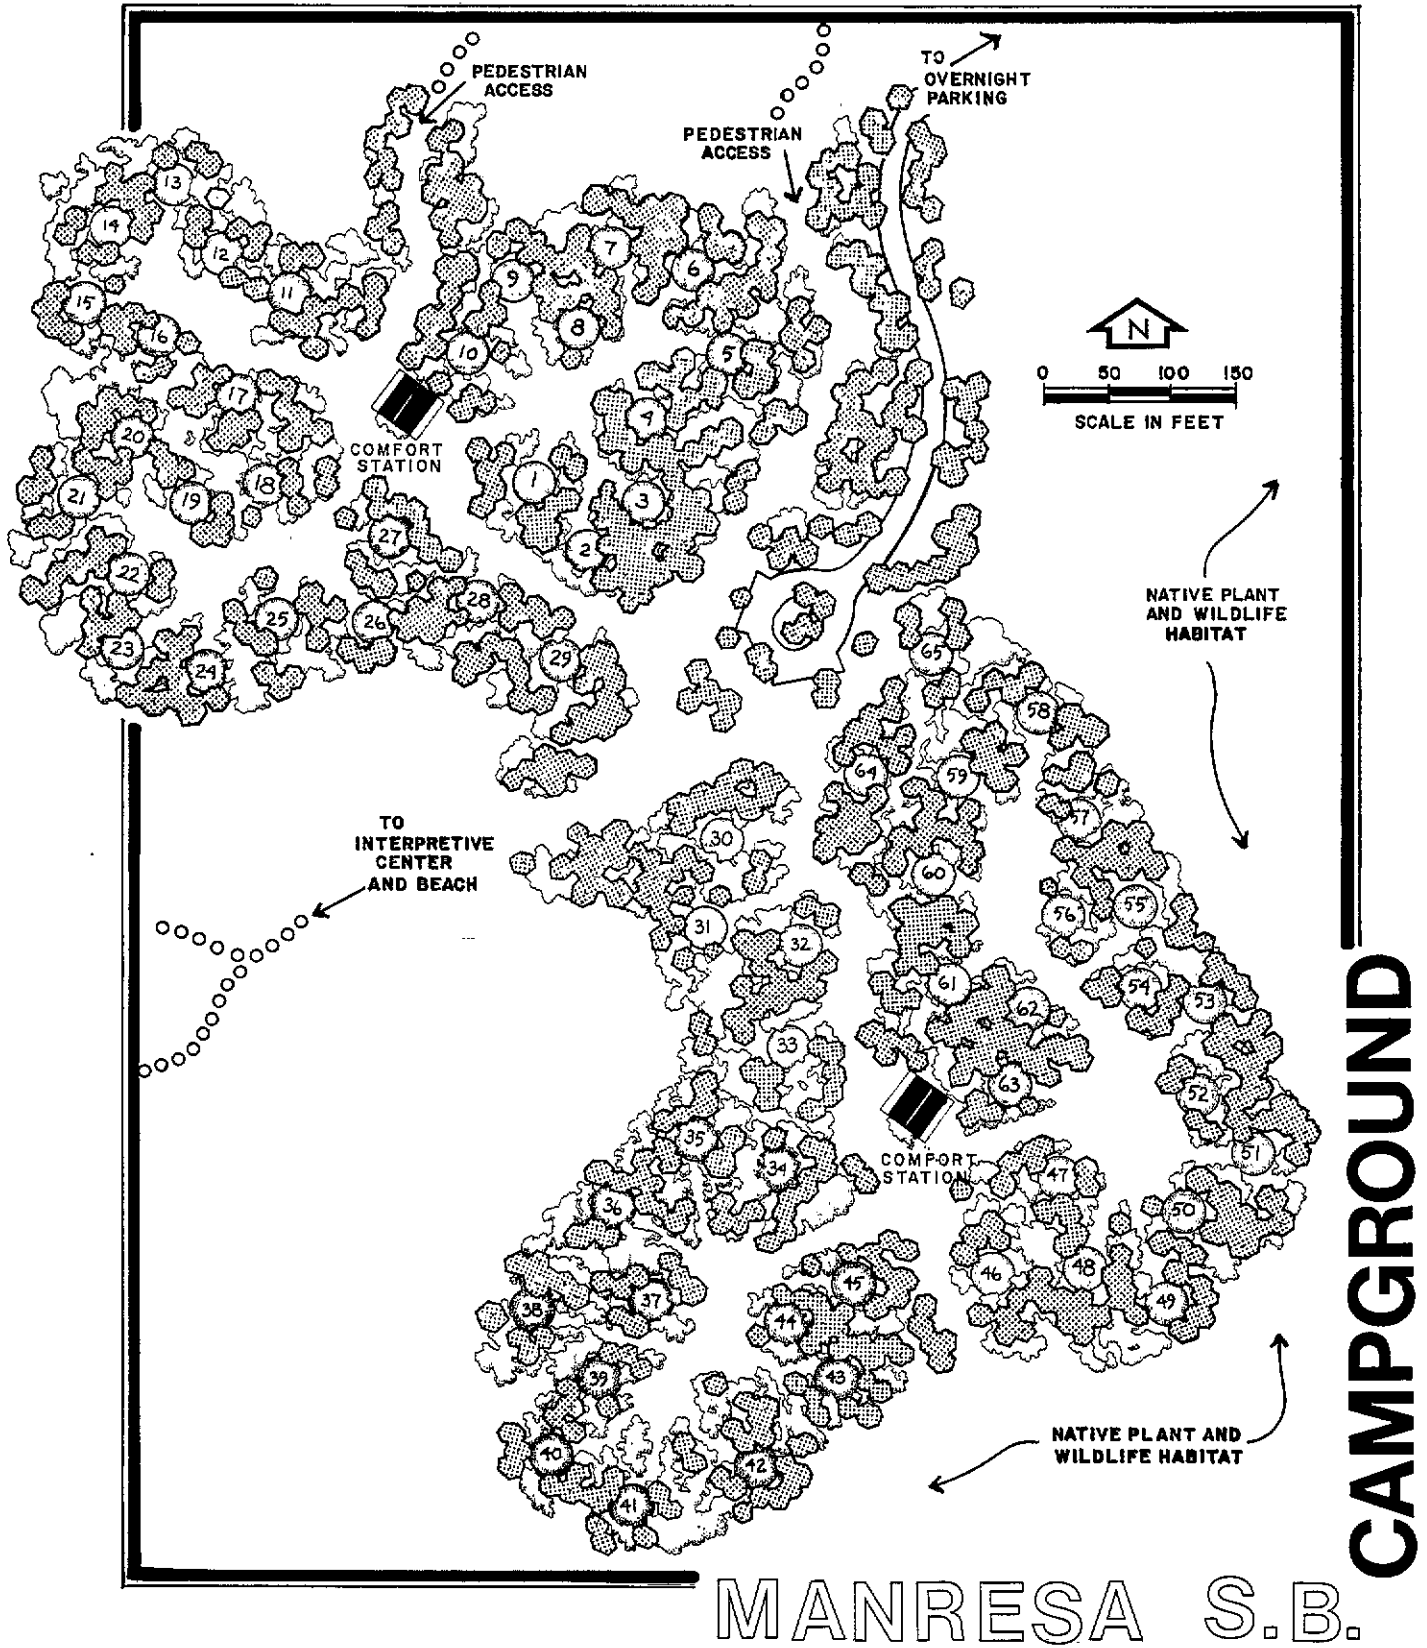 TO
OVERNIGHT
PARKING
PEDESTRIAN
ACCESS
PEDESTRIAN
ACCESS
13
14
12
7
6
9
11
15
8
16
10
5
N
0 50 100 150
SCALE IN FEET
17
4
20
COMFORT
STATION
18
1
21
19
3
27
2
22
NATIVE PLANT
AND WILDLIFE
HABITAT
28
25
26
23
24
29
65
58
64
59
57
TO
INTERPRETIVE
CENTER
AND BEACH
30
60
56
55
31
32
61
54
53
62
33
63
52
35
34
COMFORT
STATION
47
51
36
50
46
48
45
37
38
49
44
43
39
NATIVE PLANT AND
WILDLIFE HABITAT
40
42
41
CAMPGROUND
MANRESA S.B.